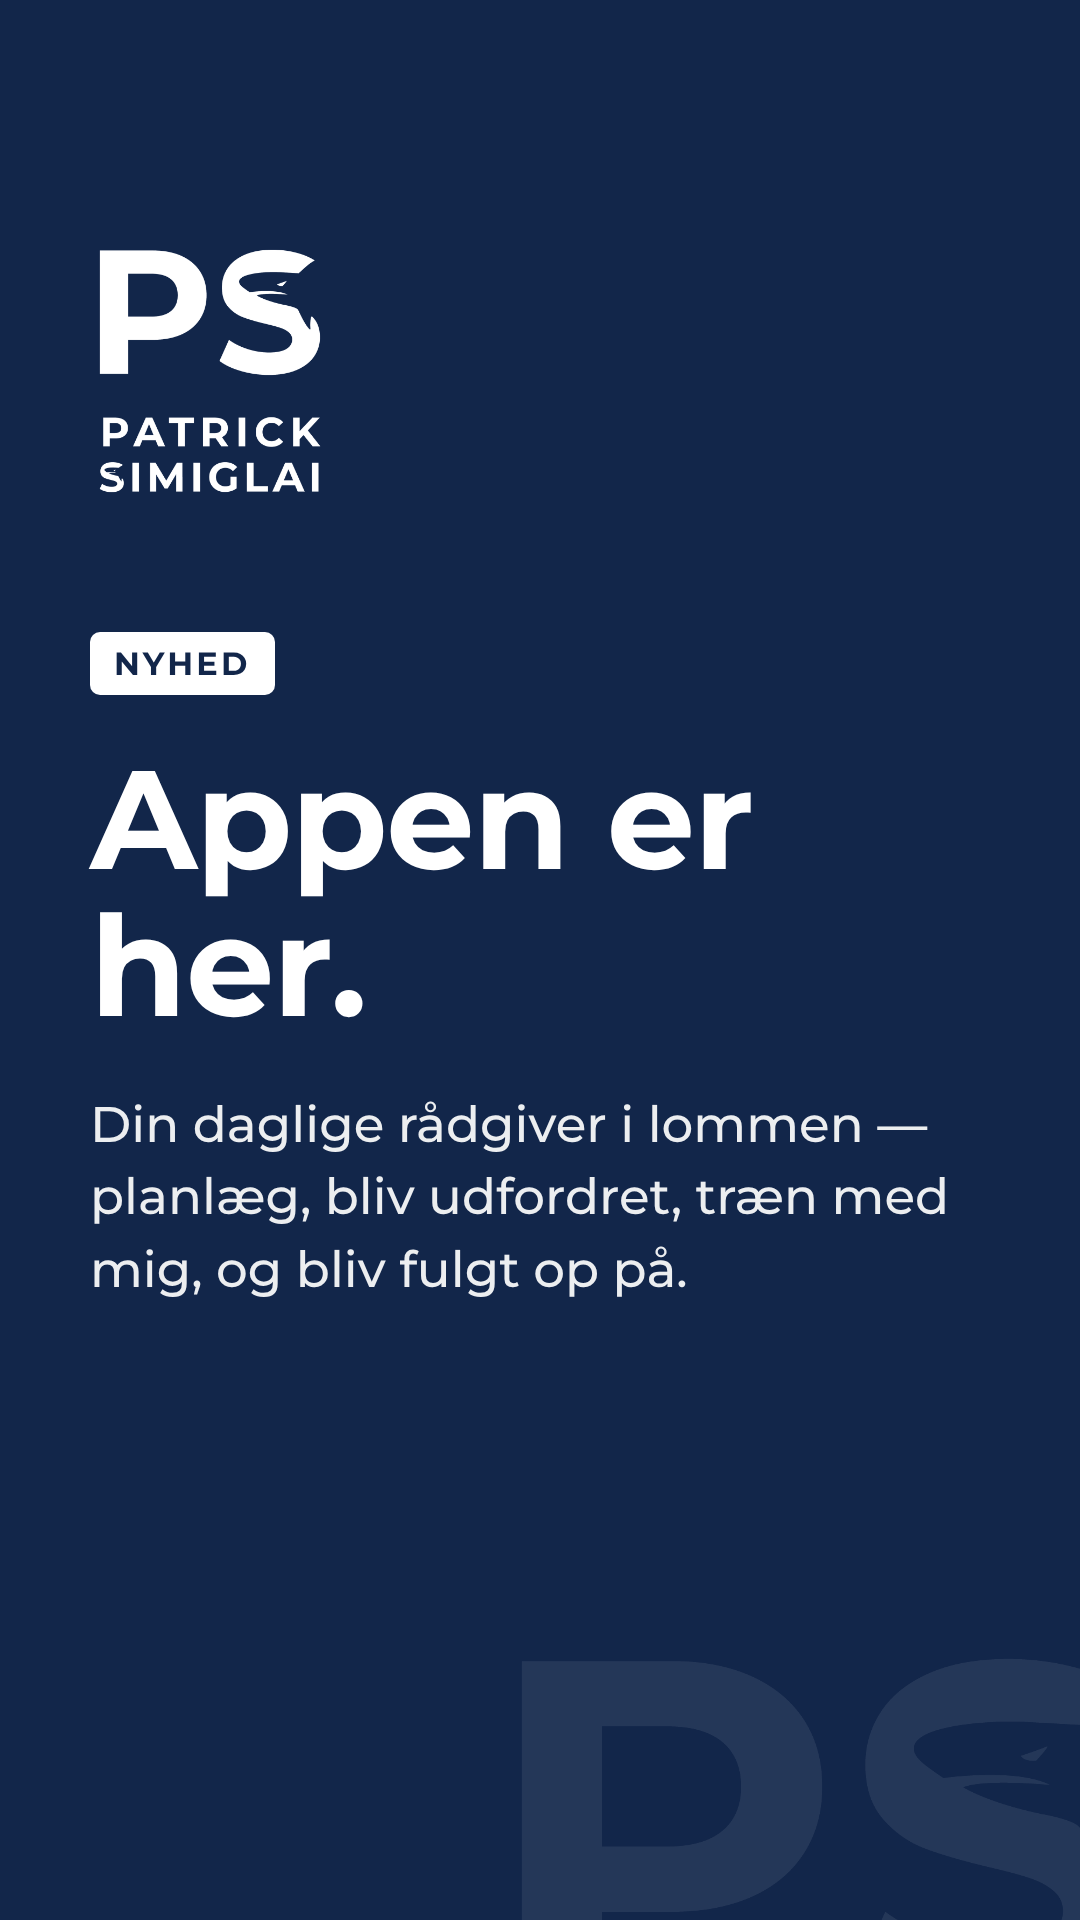 PS
PATRICK
SIMIGLAI
NYHED
Appen er
her.
Din daglige rådgiver i lommen —
planlæg, bliv udfordret, træn med
mig, og bliv fulgt op på.
PS